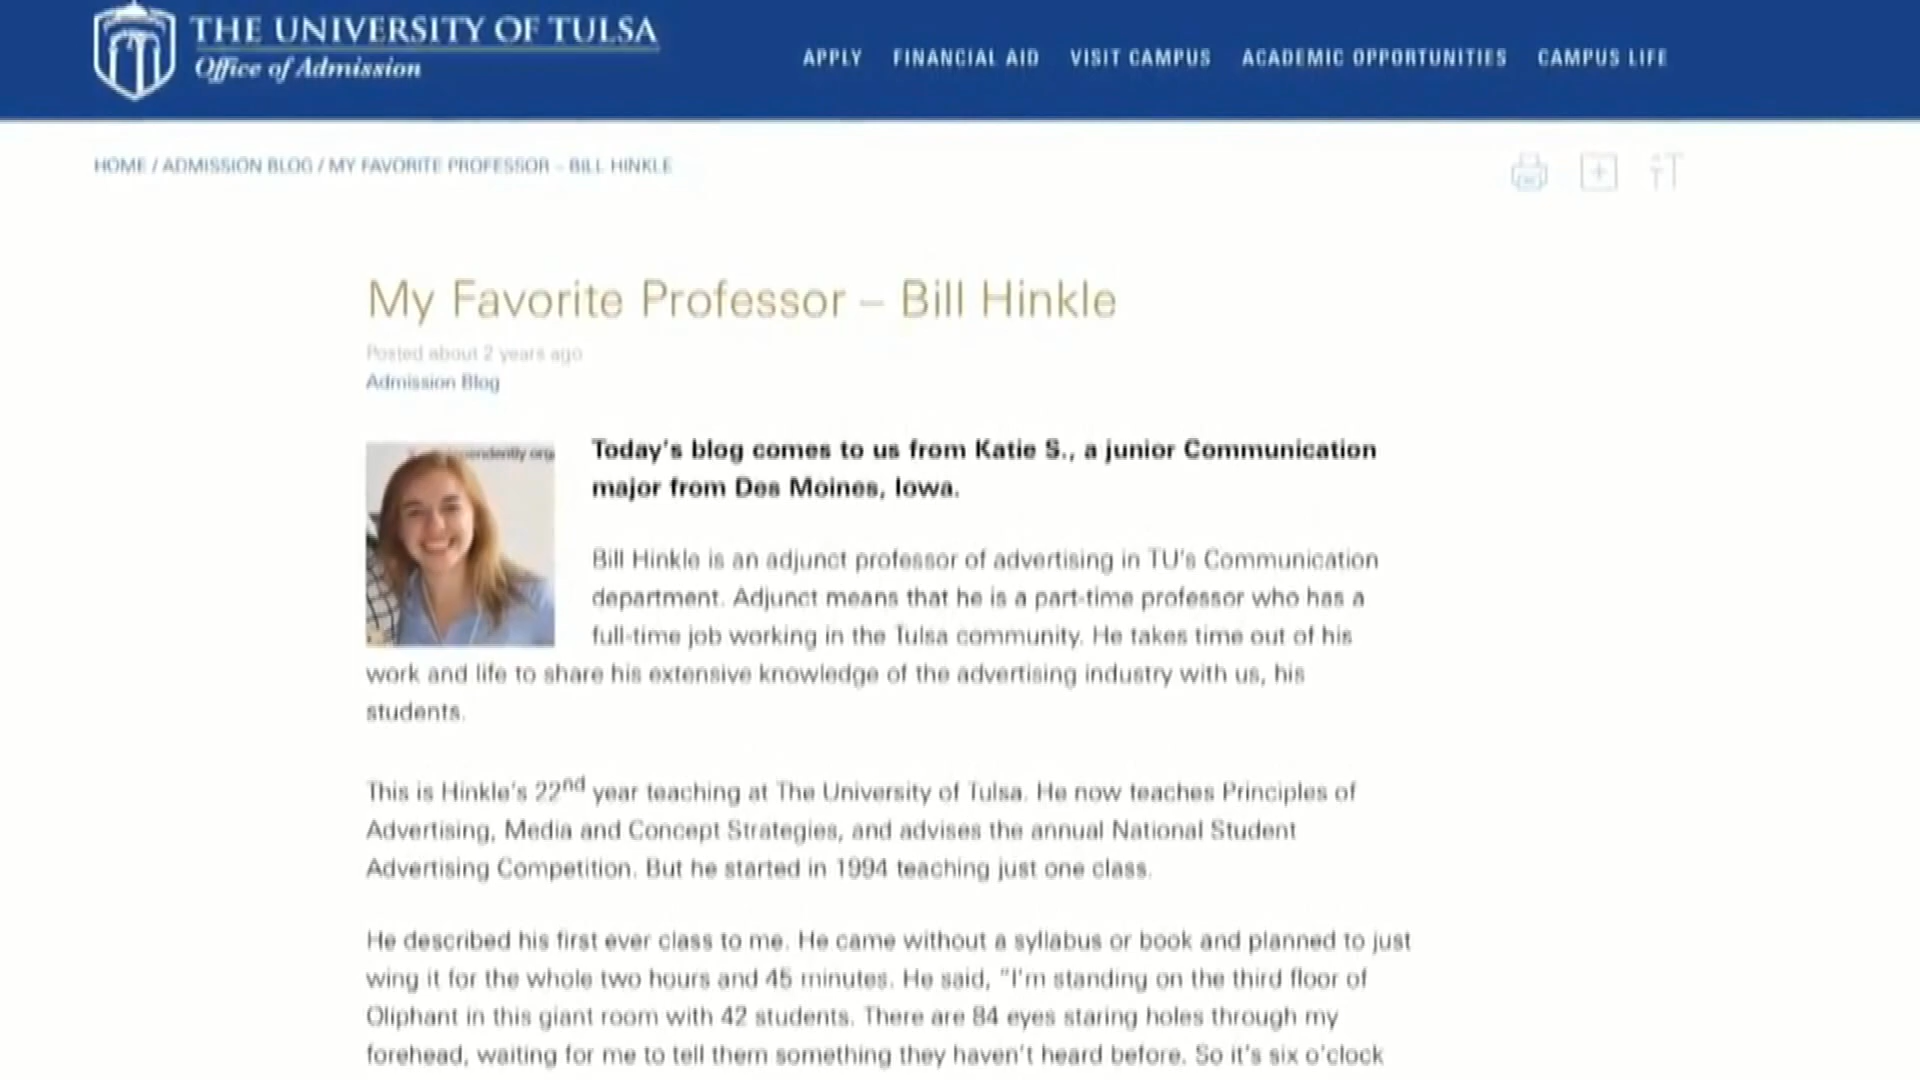 THE UNIVERSITY OF TULSA
Office of Admission
APPLY FINANCIAL AID VISIT CAMPUS ACADEMIC OPPORTUNITIES CAMPUS LIFE
HOME / ADMISSION BLOG / MY FAVORITE PROFESSOR – BILL HINKLE
My Favorite Professor – Bill Hinkle
Posted about 2 years ago
Admission Blog
endently.org
Today's blog comes to us from Katie S., a junior Communication
major from Des Moines, Iowa.
Bill Hinkle is an adjunct professor of advertising in TU's Communication
department. Adjunct means that he is a part-time professor who has a
full-time job working in the Tulsa community. He takes time out of his
work and life to share his extensive knowledge of the advertising industry with us, his
students.
This is Hinkle's 22nd year teaching at The University of Tulsa. He now teaches Principles of
Advertising, Media and Concept Strategies, and advises the annual National Student
Advertising Competition. But he started in 1994 teaching just one class.
He described his first ever class to me. He came without a syllabus or book and planned to just
wing it for the whole two hours and 45 minutes. He said, "I'm standing on the third floor of
Oliphant in this giant room with 42 students. There are 84 eyes staring holes through my
forehead, waiting for me to tell them something they haven't heard before. So it's six o'clock